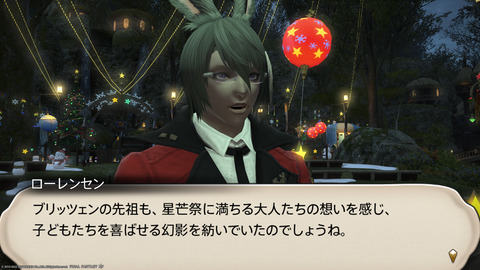 ローレンセン
ブリッツェンの先祖も、星芒祭に満ちる大人たちの想いを感じ、
子どもたちを喜ばせる幻影を紡いでいたのでしょうね。
FINAL FANTASY XIV